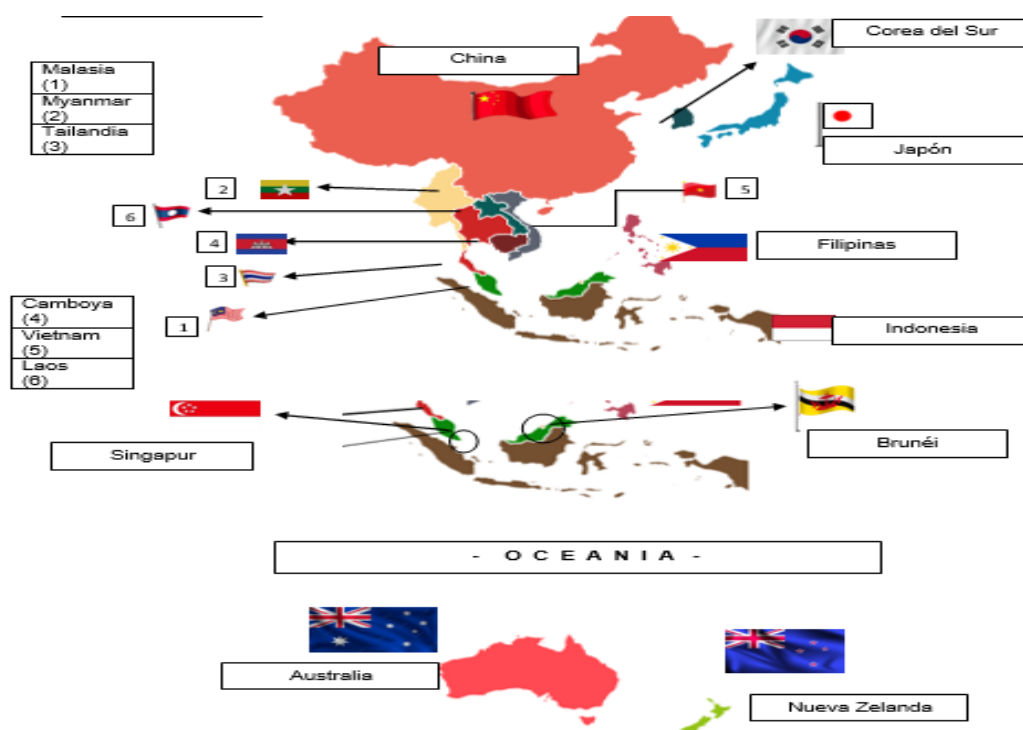 Corea del Sur
China
Malasia
(1)
Myanmar
(2)
Tailandia
(3)
Japón
2
5
6
4
Filipinas
3
Camboya
(4)
Vietnam
(5)
Laos
(6)
1
Indonesia
Singapur
Brunéi
- O C E A N I A -
Australia
Nueva Zelanda